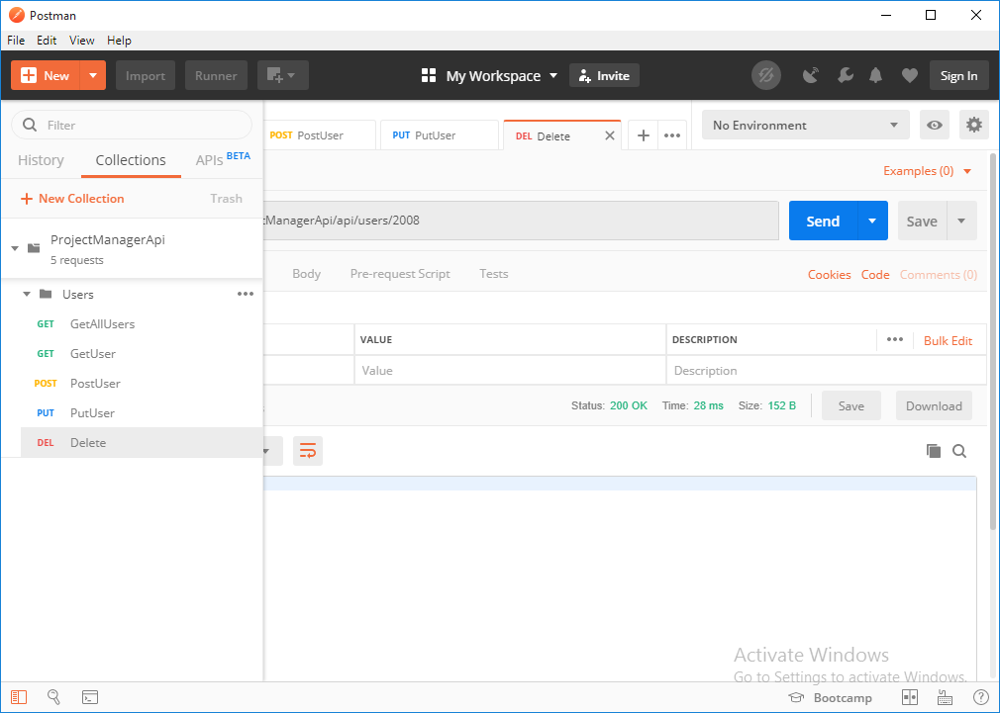 Postman
File Edit View Help
New Import Runner My Workspace Invite Sign In
Filter
History Collections APIs BETA
New Collection Trash
ProjectManagerApi
5 requests
Users
GET GetAllUsers
GET GetUser
POST PostUser
PUT PutUser
DEL Delete
POST PostUser PUT PutUser DEL Delete No Environment
Examples (0)
ManagerApi/api/users/2008 Send Save
Body Pre-request Script Tests Cookies Code Comments (0)
VALUE DESCRIPTION Bulk Edit
Value Description
Status: 200 OK Time: 28 ms Size: 152 B Save Download
Activate Windows
Go to Settings to activate Windows.
Bootcamp